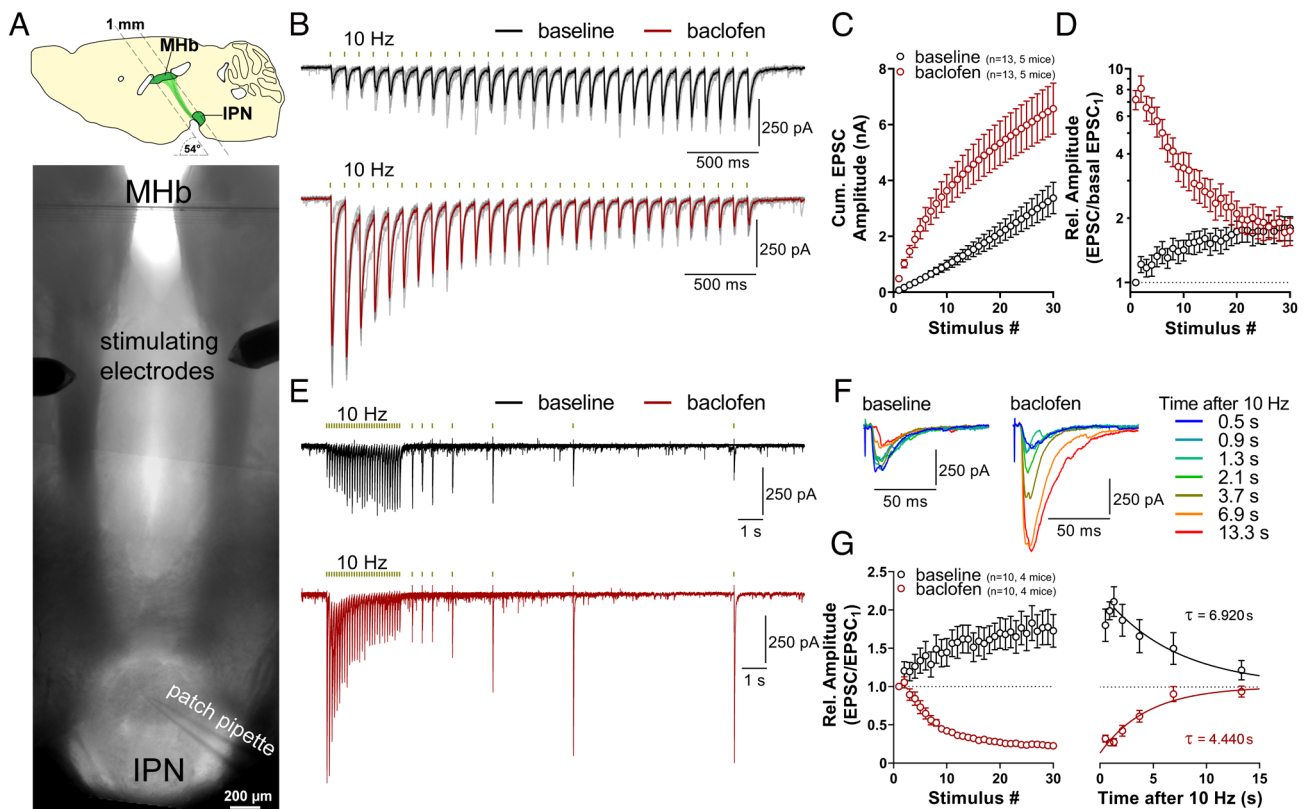 A
1 mm
MHb
IPN
54°
MHb
stimulating
electrodes
patch pipette
IPN
200 µm
B
baseline
baclofen
10 Hz
250 pA
500 ms
10 Hz
250 pA
500 ms
C
baseline (n=13, 5 mice)
baclofen (n=13, 5 mice)
Cum. EPSC
Amplitude (nA)
8
6
4
2
0
0
10
20
30
Stimulus #
D
Rel. Amplitude
(EPSC/basal EPSC1)
10
8
6
4
2
1
0
10
20
30
Stimulus #
E
baseline
baclofen
10 Hz
250 pA
1 s
10 Hz
250 pA
1 s
F
baseline
baclofen
Time after 10 Hz
250 pA
50 ms
250 pA
50 ms
0.5 s
0.9 s
1.3 s
2.1 s
3.7 s
6.9 s
13.3 s
G
baseline (n=10, 4 mice)
baclofen (n=10, 4 mice)
Rel. Amplitude
(EPSC/EPSC1)
2.5
2.0
1.5
1.0
0.5
0.0
0
10
20
30
Stimulus #
τ = 6.920 s
τ = 4.440 s
0
5
10
15
Time after 10 Hz (s)